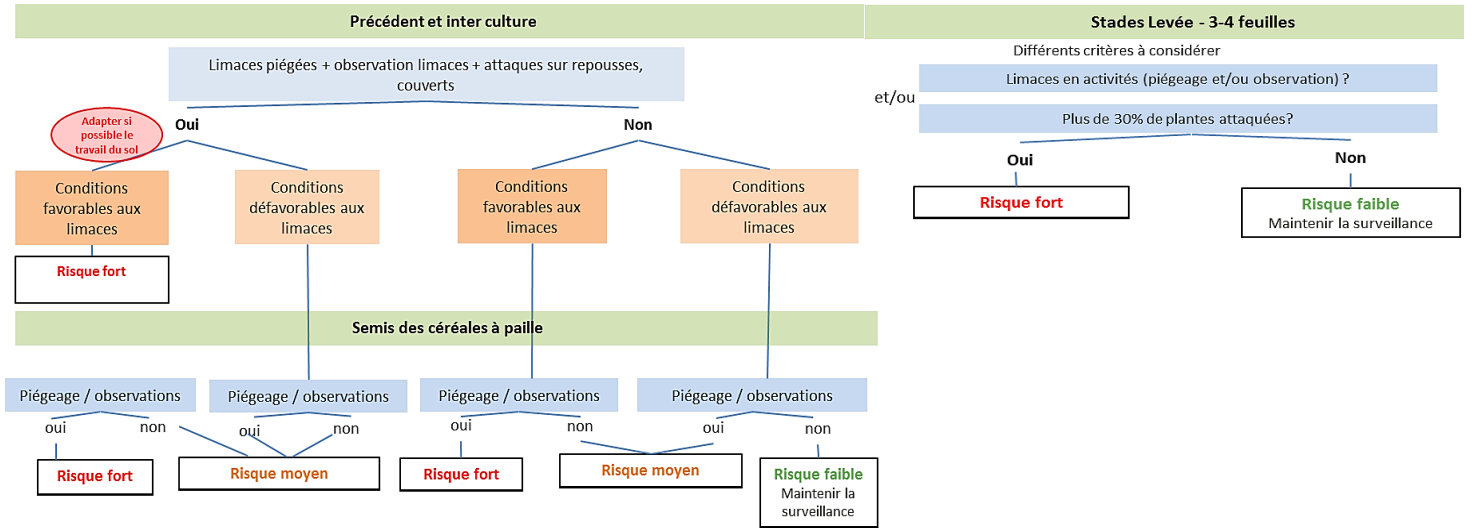 Précédent et inter culture
Limaces piégées + observation limaces + attaques sur repousses,
couverts
Adapter si
possible le
travail du sol
Oui
Non
Conditions
favorables aux
limaces
Conditions
défavorables aux
limaces
Conditions
favorables aux
limaces
Conditions
défavorables aux
limaces
Risque fort
Semis des céréales à paille
Piégeage / observations
Piégeage / observations
Piégeage / observations
Piégeage / observations
oui
non
oui
non
oui
non
oui
non
Risque fort
Risque moyen
Risque fort
Risque moyen
Risque faible
Maintenir la
surveillance
Stades Levée - 3-4 feuilles
Différents critères à considérer
Limaces en activités (piégeage et/ou observation) ?
et/ou
Plus de 30% de plantes attaquées?
Oui
Non
Risque fort
Risque faible
Maintenir la surveillance